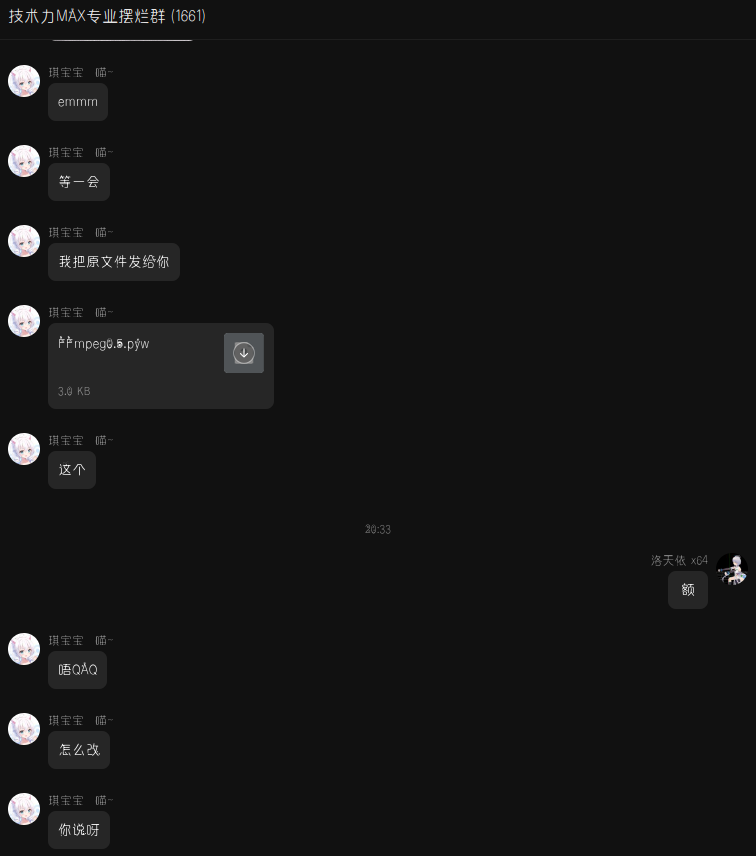 技术力MAX专业摆烂群 (1661)
琪宝宝 喵~
emmm
琪宝宝 喵~
等一会
琪宝宝 喵~
我把原文件发给你
琪宝宝 喵~
ffmpeg0.5.pyw
3.0 KB
琪宝宝 喵~
这个
20:33
洛天依 x64
额
琪宝宝 喵~
唔QAQ
琪宝宝 喵~
怎么改
琪宝宝 喵~
你说呀